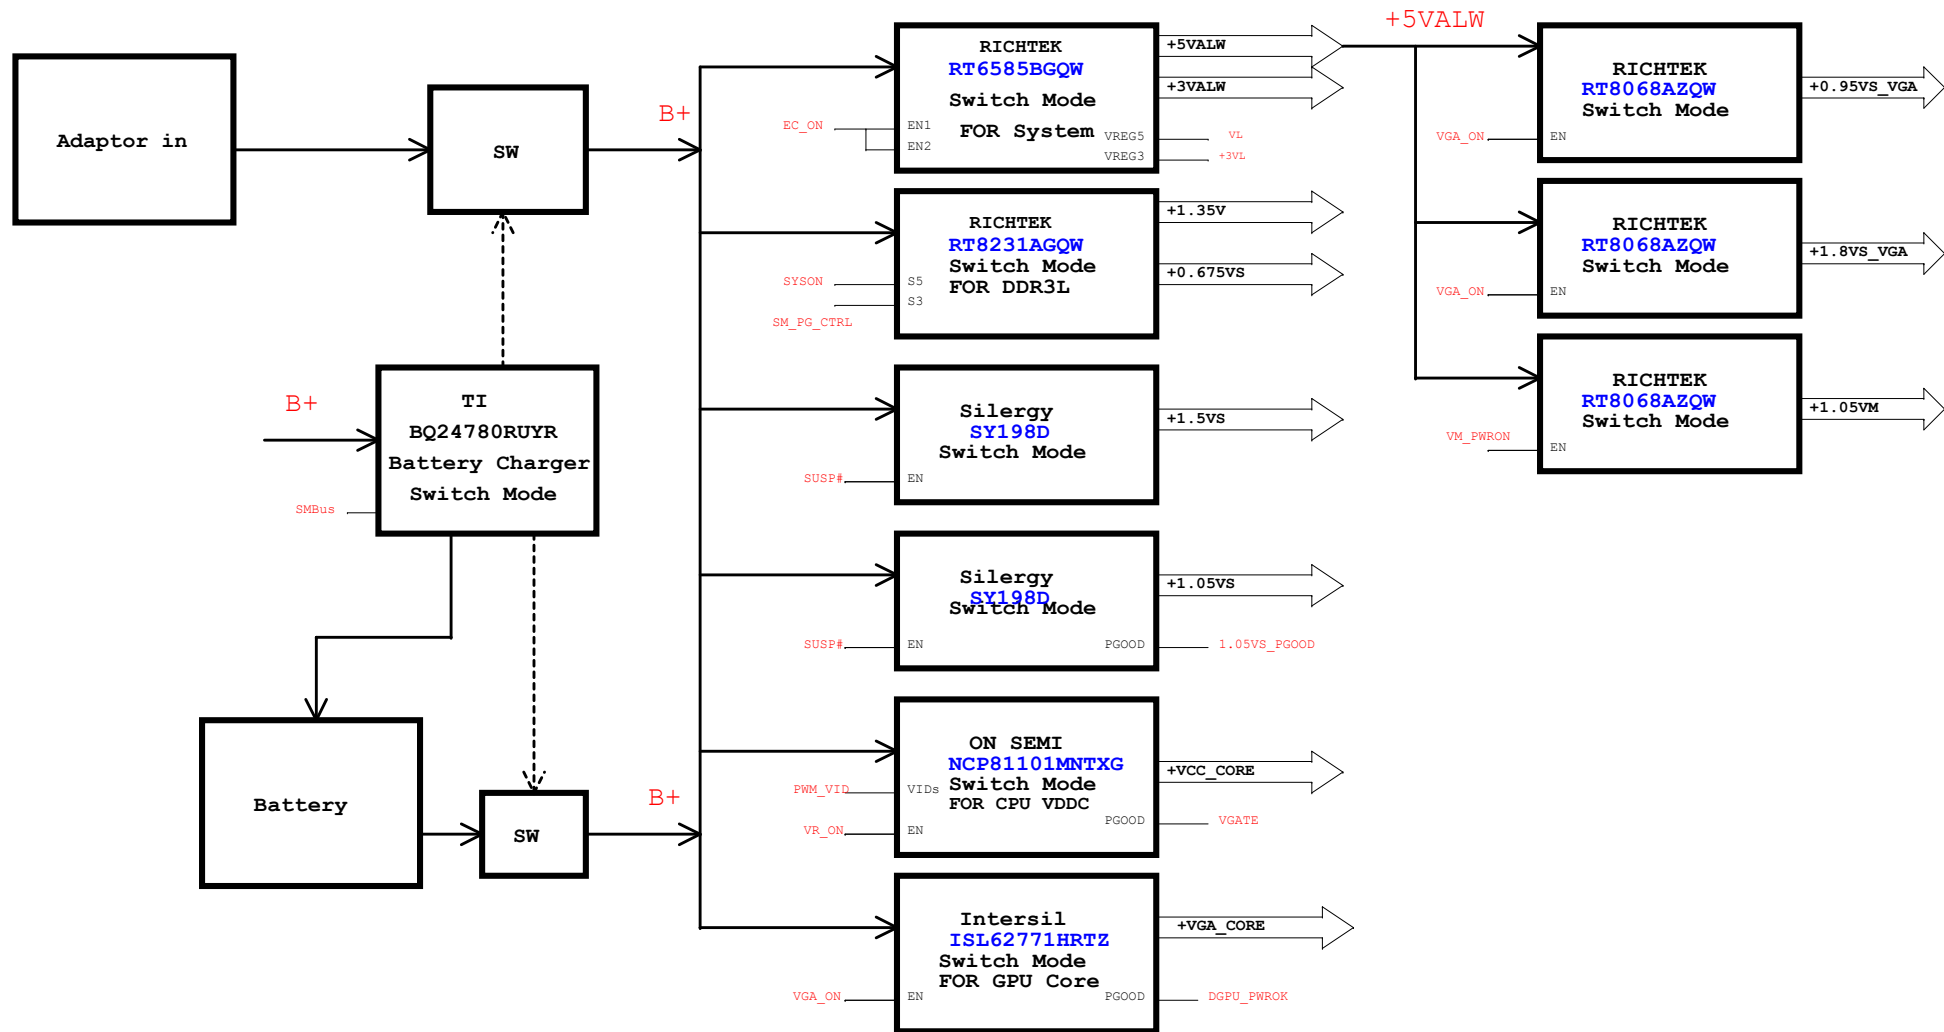 Adaptor in
SW
B+
TI
BQ24780RUYR
Battery Charger
Switch Mode
B+
SMBus
Battery
SW
B+
RICHTEK
RT6585BGQW
Switch Mode
FOR System
EC_ON
EN1
EN2
VREG5
VREG3
VL
+3VL
+5VALW
+3VALW
RICHTEK
RT8231AGQW
Switch Mode
FOR DDR3L
SYSON
S5
S3
SM_PG_CTRL
+1.35V
+0.675VS
Silergy
SY198D
Switch Mode
SUSP#
EN
+1.5VS
Silergy
SY198D
Switch Mode
SUSP#
EN
PGOOD
1.05VS_PGOOD
+1.05VS
ON SEMI
NCP81101MNTXG
Switch Mode
FOR CPU VDDC
PWM_VID
VIDs
VR_ON
EN
PGOOD
VGATE
+VCC_CORE
Intersil
ISL62771HRTZ
Switch Mode
FOR GPU Core
VGA_ON
EN
PGOOD
DGPU_PWROK
+VGA_CORE
+5VALW
RICHTEK
RT8068AZQW
Switch Mode
VGA_ON
EN
+0.95VS_VGA
RICHTEK
RT8068AZQW
Switch Mode
VGA_ON
EN
+1.8VS_VGA
RICHTEK
RT8068AZQW
Switch Mode
VM_PWRON
EN
+1.05VM